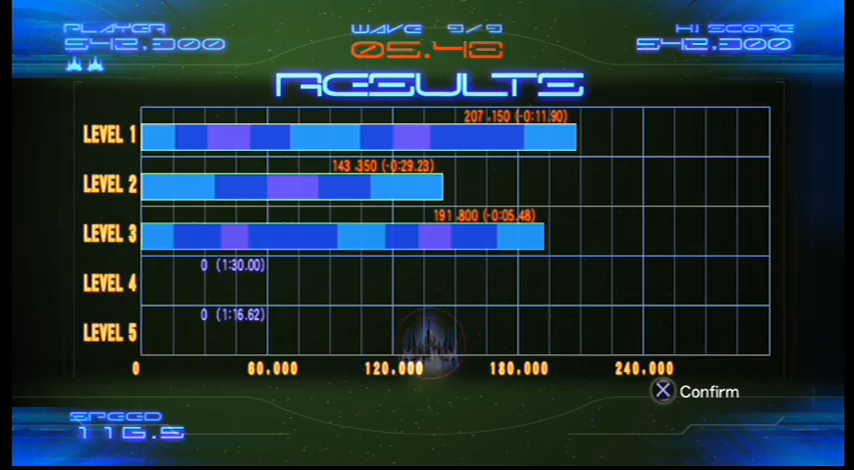 PLAYER
542.300
WAVE 9/9
05.43
HI SCORE
542.300
RESULTS
LEVEL 1
207.150 (-0:11.90)
LEVEL 2
143.350 (-0:29.23)
LEVEL 3
191.800 (-0:05.48)
LEVEL 4
0 (1:30.00)
LEVEL 5
0 (1:16.62)
0 60.000 120.000 180.000 240.000
Confirm
SPEED
116.5